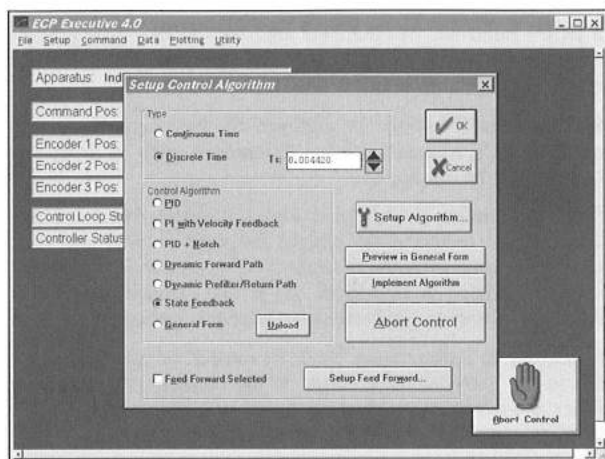 ECP Executive 4.0
File Setup Command Data Plotting Utility
Apparatus: Ind
Command Pos:
Encoder 1 Pos:
Encoder 2 Pos:
Encoder 3 Pos:
Control Loop St
Controller Status
Setup Control Algorithm
Type
Continuous Time
Discrete Time Ts: 0.004420
OK
Cancel
Control Algorithm
PID
PI with Velocity Feedback
PID + Notch
Dynamic Forward Path
Dynamic Prefilter/Return Path
State Feedback
General Form Upload
Setup Algorithm...
Preview in General Form
Implement Algorithm
Abort Control
Feed Forward Selected Setup Feed Forward...
Abort Control